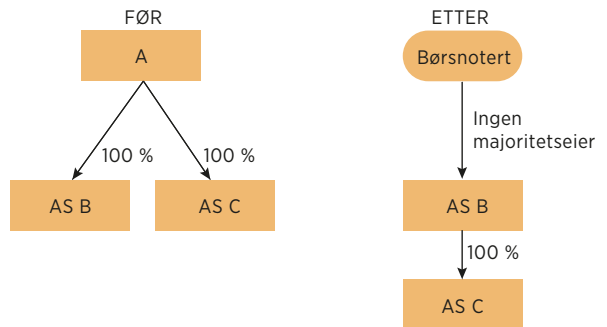 FØR
A
100 %
100 %
AS B
AS C
ETTER
Børsnotert
Ingen
majoritetseier
AS B
100 %
AS C